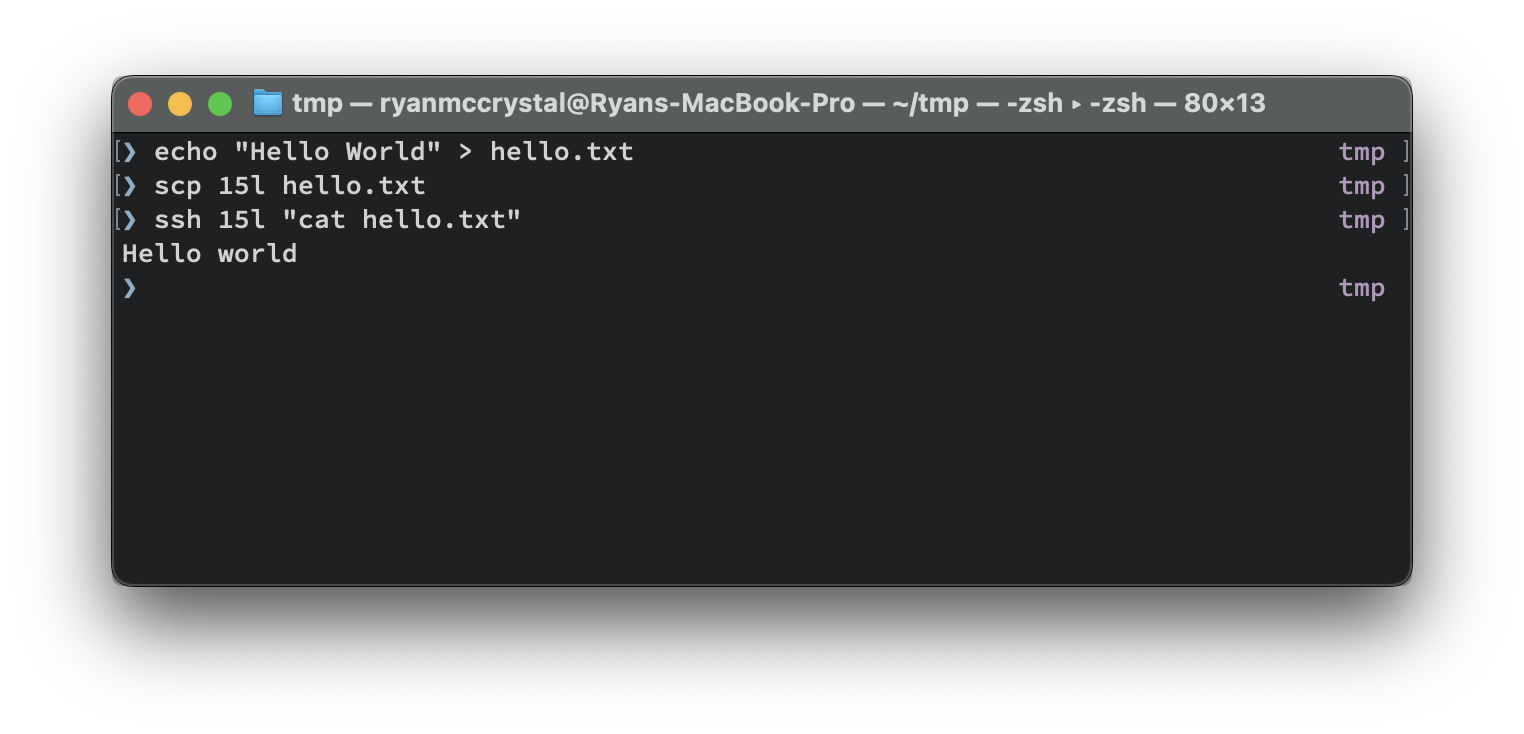 tmp — ryanmccrystal@Ryans-MacBook-Pro — ~/tmp — -zsh ▸ -zsh — 80×13
[❯ echo "Hello World" > hello.txt tmp ]
[❯ scp 15l hello.txt tmp ]
[❯ ssh 15l "cat hello.txt" tmp ]
Hello world
❯ tmp